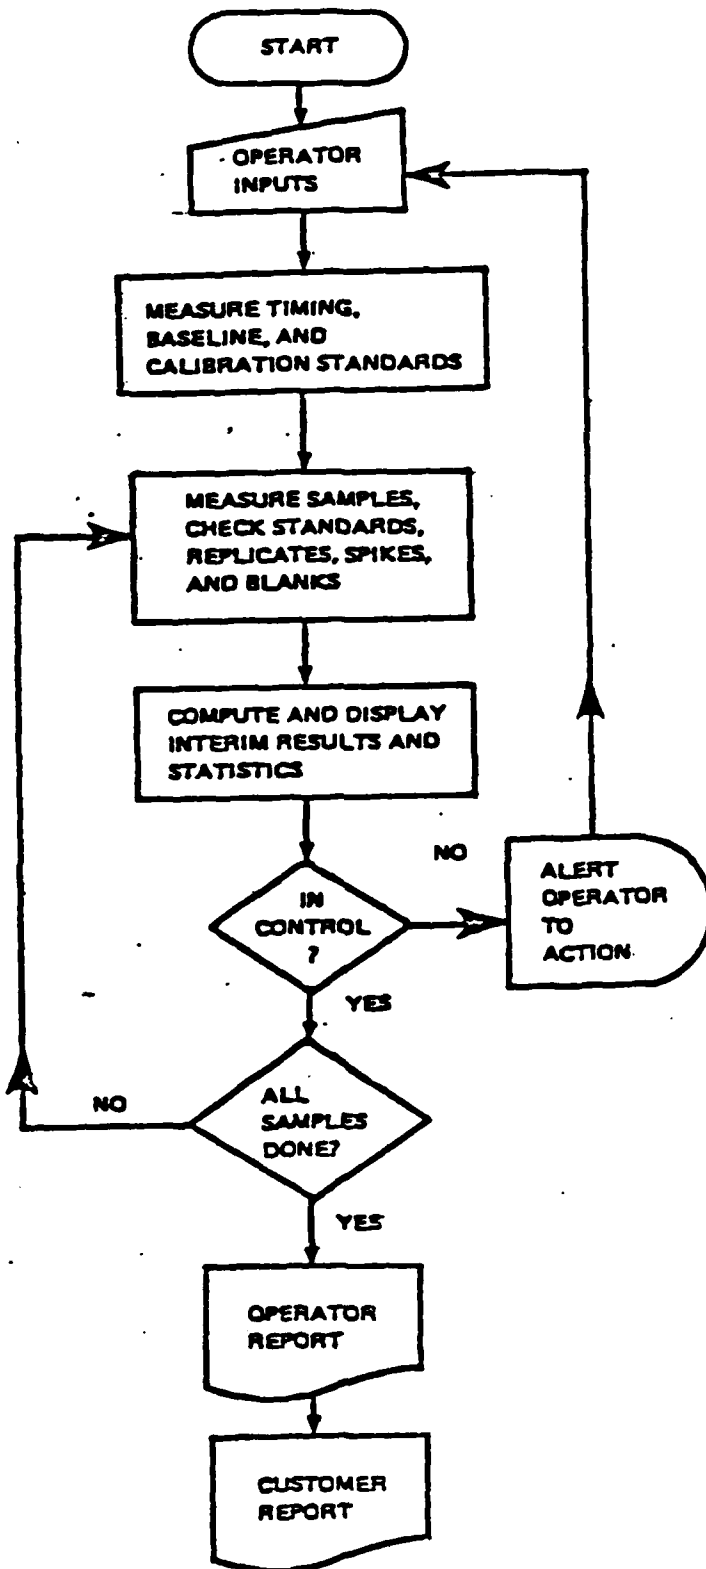 START
OPERATOR
INPUTS
MEASURE TIMING,
BASELINE, AND
CALIBRATION STANDARDS
MEASURE SAMPLES,
CHECK STANDARDS,
REPLICATES, SPIKES,
AND BLANKS
COMPUTE AND DISPLAY
INTERIM RESULTS AND
STATISTICS
IN
CONTROL
?
NO
ALERT
OPERATOR
TO
ACTION
YES
ALL
SAMPLES
DONE?
NO
YES
OPERATOR
REPORT
CUSTOMER
REPORT